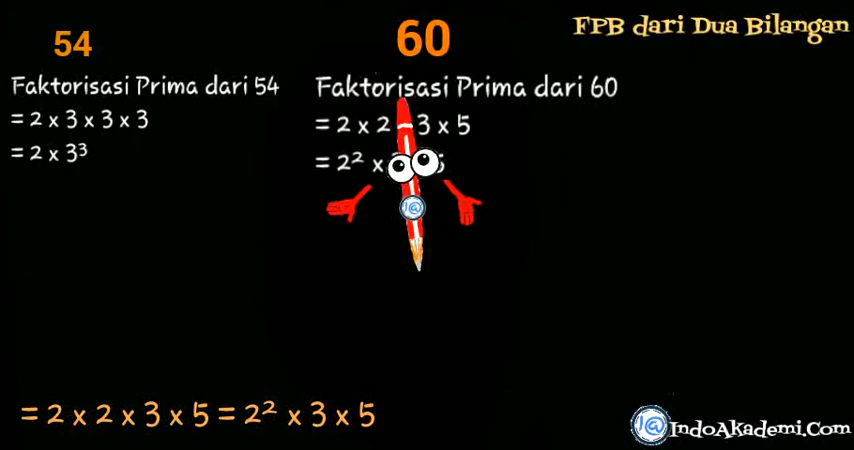 FPB dari Dua Bilangan
54
60
Faktorisasi Prima dari 54
= 2 x 3 x 3 x 3
= 2 x 3³
Faktorisasi Prima dari 60
= 2 x 2 3 x 5
= 2² x
= 2 x 2 x 3 x 5 = 2² x 3 x 5
1@ IndoAkademi.Com